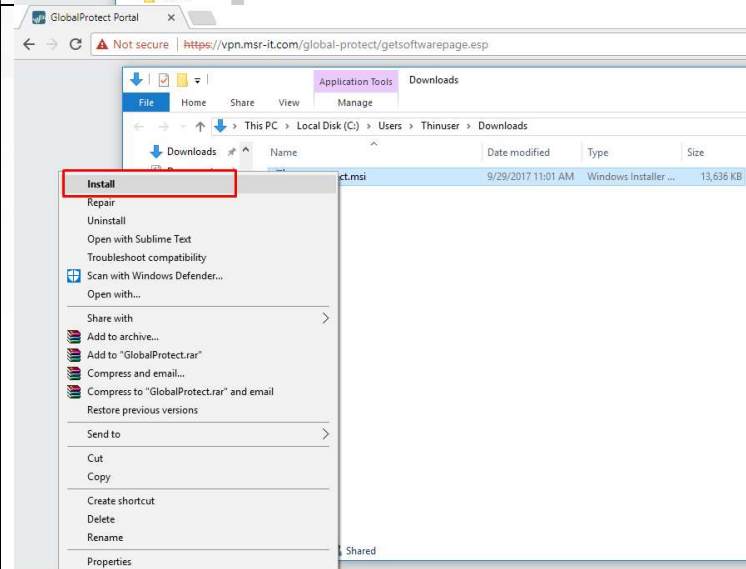 GlobalProtect Portal
Not secure | https://vpn.msr-it.com/global-protect/getsoftwarepage.esp
Application Tools Downloads
File Home Share View Manage
This PC > Local Disk (C:) > Users > Thinuser > Downloads
Downloads Name Date modified Type Size
ct.msi 9/29/2017 11:01 AM Windows Installer ... 13,636 KB
Install
Repair
Uninstall
Open with Sublime Text
Troubleshoot compatibility
Scan with Windows Defender...
Open with...
Share with
Add to archive...
Add to "GlobalProtect.rar"
Compress and email...
Compress to "GlobalProtect.rar" and email
Restore previous versions
Send to
Cut
Copy
Create shortcut
Delete
Rename
Shared
Properties